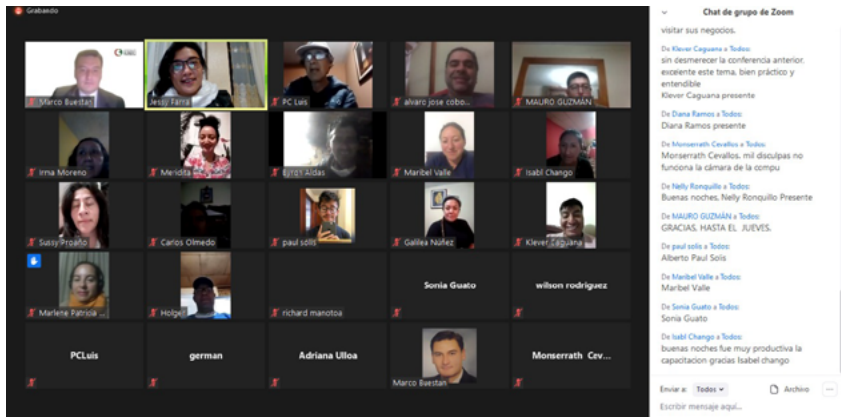 Grabando
Marco Buestan
Jessy Parra
PC Luis
alvaro jose cobo...
MAURO GUZMÁN
Irma Moreno
Meridita
Byron Aldas
Maribel Valle
Isabl Chango
Sussy Proaño
Carlos Olmedo
paul solis
Galilea Núñez
Klever Caguana
Marlene Patricia ...
Holger
richard manotoa
Sonia Guato
wilson rodriguez
PCLuis
german
Adriana Ulloa
Marco Buestan
Monserrath Cev...
Chat de grupo de Zoom
visitar sus negocios.
De Klever Caguana a Todos:
sin desmerecer la conferencia anterior.
excelente este tema. bien práctico y
entendible
Klever Caguana presente
De Diana Ramos a Todos:
Diana Ramos presente
De Monserrath Cevallos a Todos:
Monserrath Cevallos. mil disculpas no
funciona la cámara de la compu
De Nelly Ronquillo a Todos:
Buenas noches, Nelly Ronquillo Presente
De MAURO GUZMÁN a Todos:
GRACIAS, HASTA EL JUEVES.
De paul solis a Todos:
Alberto Paul Solis
De Maribel Valle a Todos:
Maribel Valle
De Sonia Guato a Todos:
Sonia Guato
De Isabl Chango a Todos:
buenas noches fue muy productiva la
capacitacion gracias Isabel chango
Enviar a: Todos
Archivo
Escribir mensaje aquí...